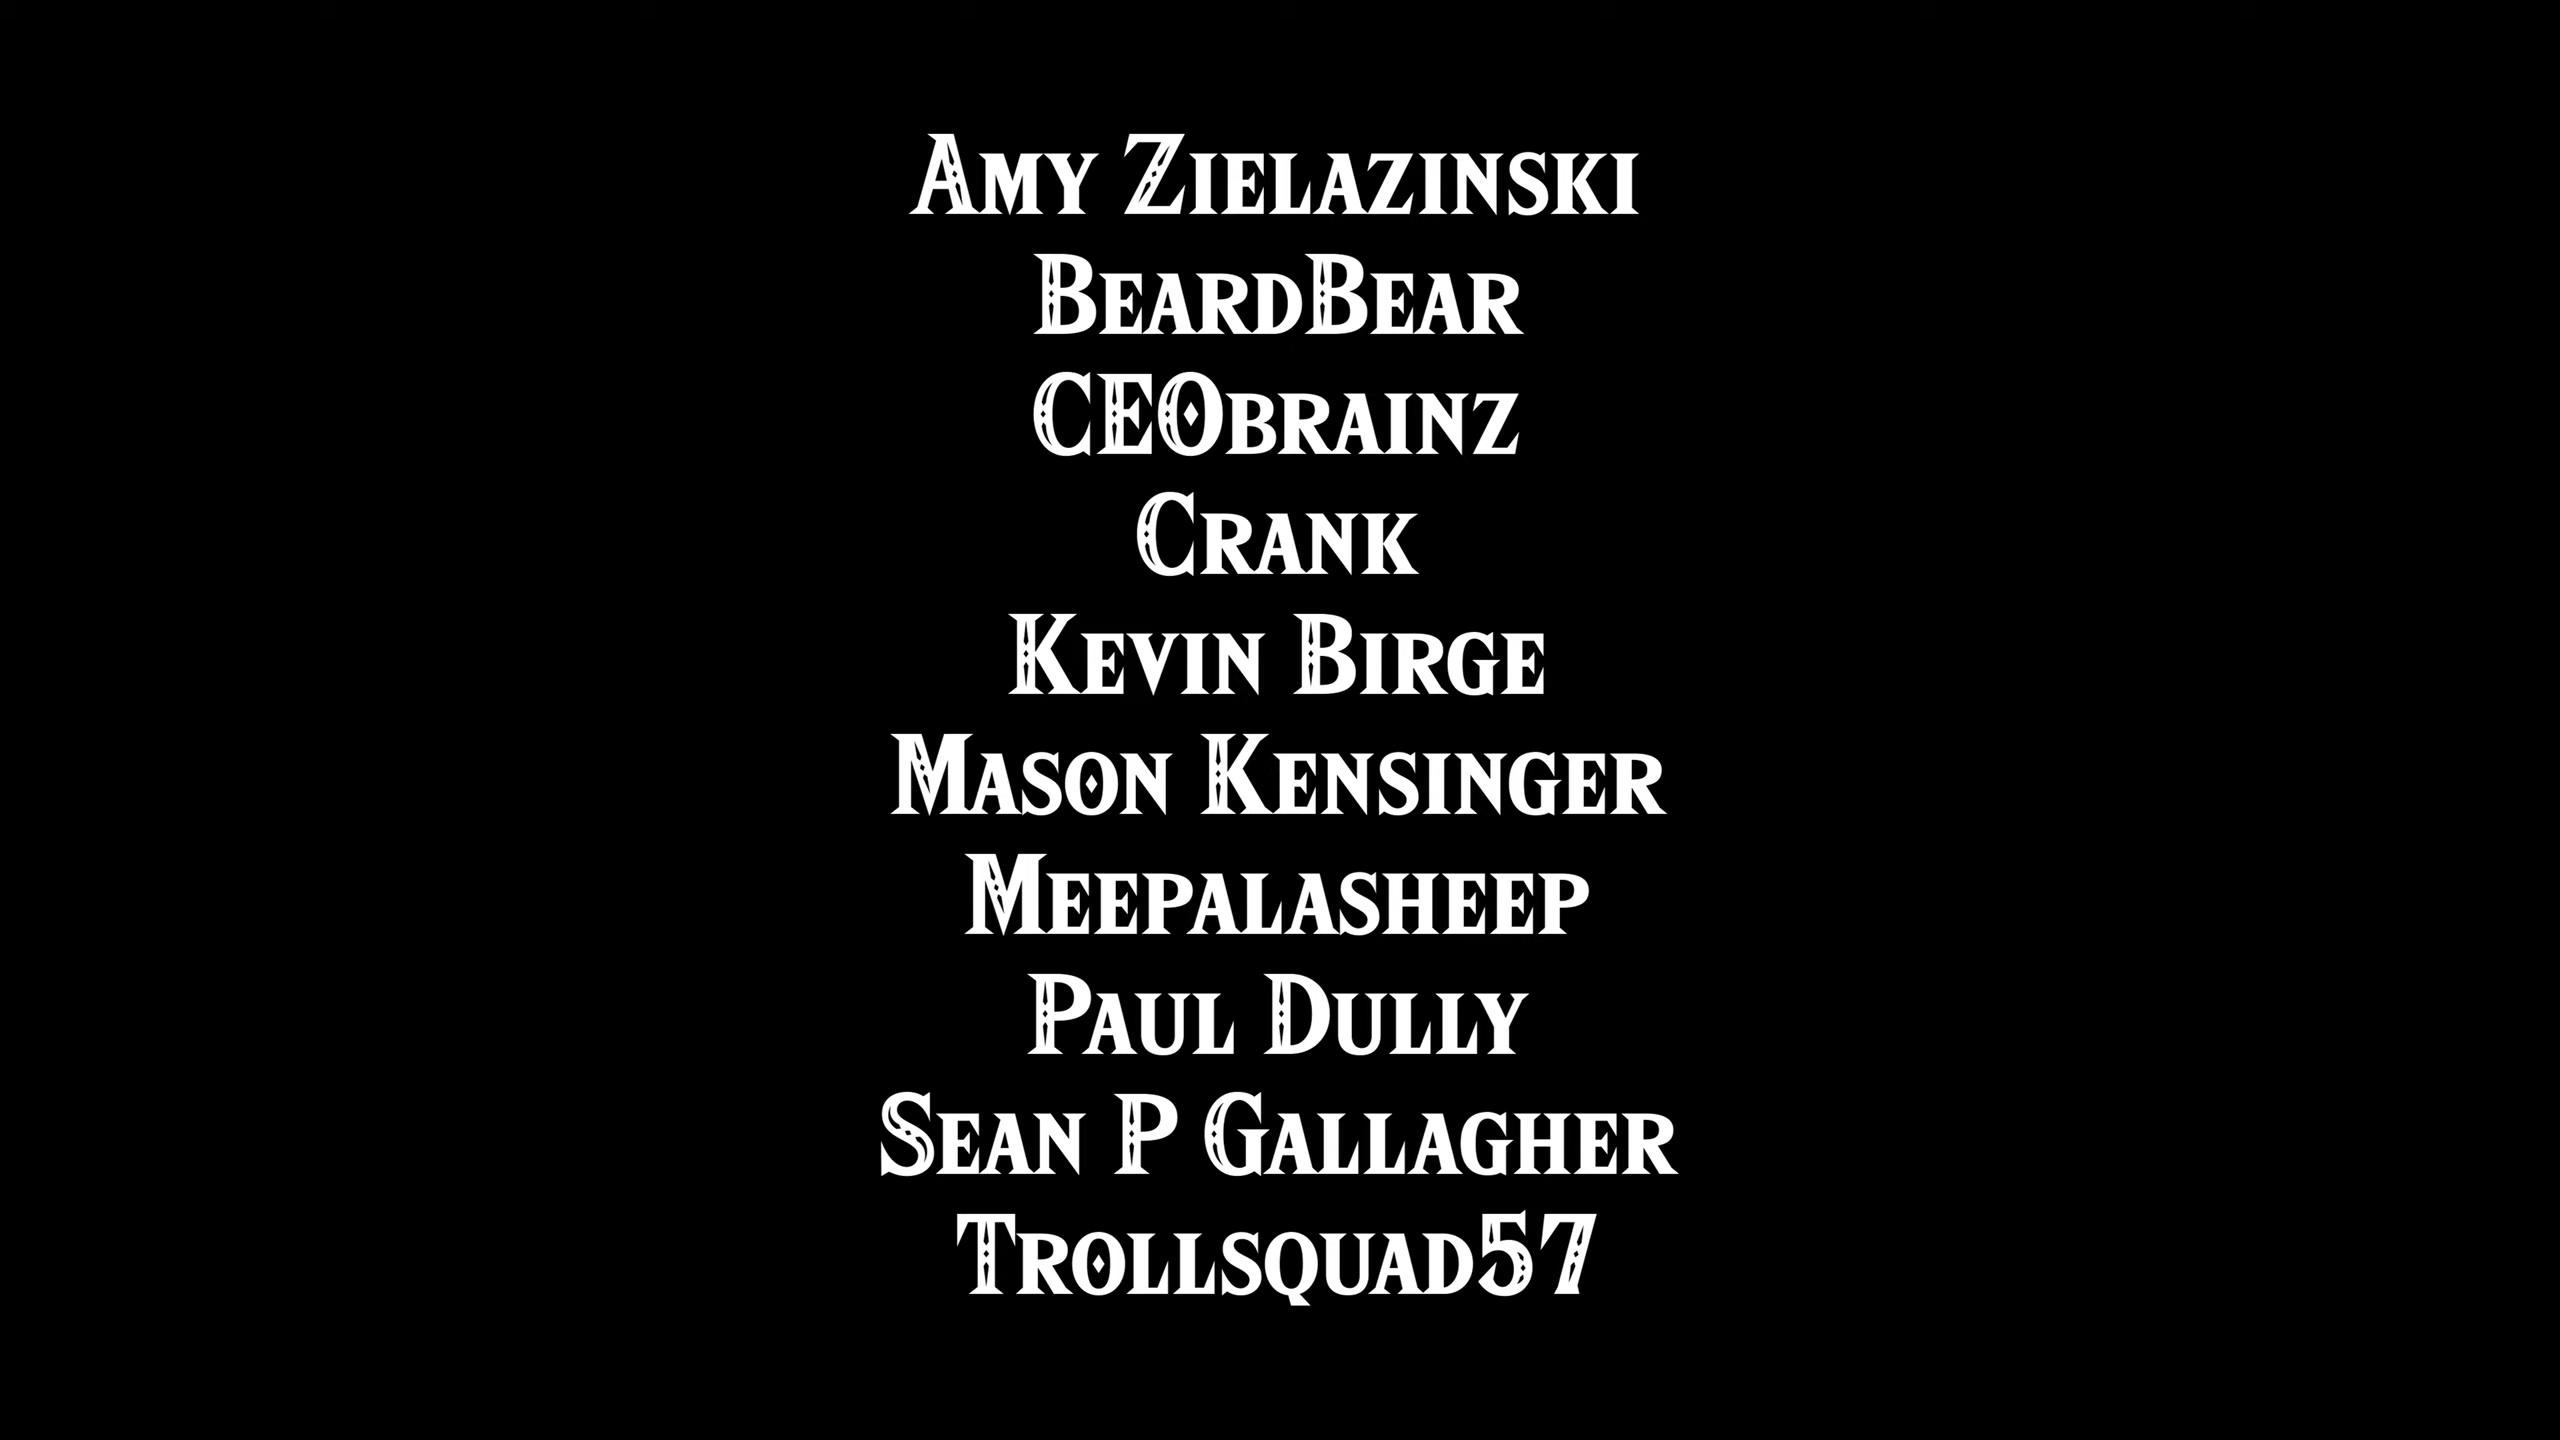 Amy Zielazinski
BeardBear
CEObrainz
Crank
Kevin Birge
Mason Kensinger
Meepalasheep
Paul Dully
Sean P Gallagher
Trollsquad57